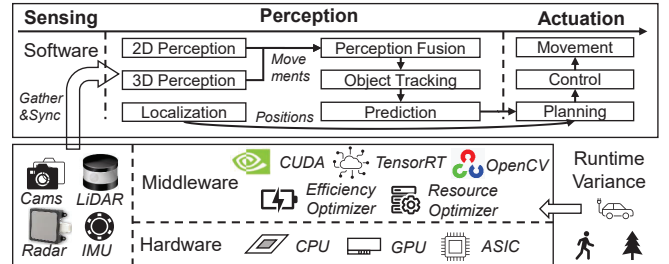 Sensing Perception Actuation
Software 2D Perception Move Perception Fusion Movement
3D Perception ments Object Tracking Control
Gather
&Sync
Localization Positions Prediction Planning
CUDA TensorRT OpenCV
Middleware
Efficiency Optimizer
Resource Optimizer
Runtime
Variance
Cams LiDAR
Radar IMU
Hardware CPU GPU ASIC